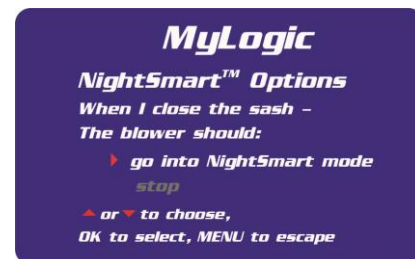 MyLogic
NightSmart™ Options
When I close the sash –
The blower should:
go into NightSmart mode
stop
▲ or ▼ to choose,
OK to select, MENU to escape